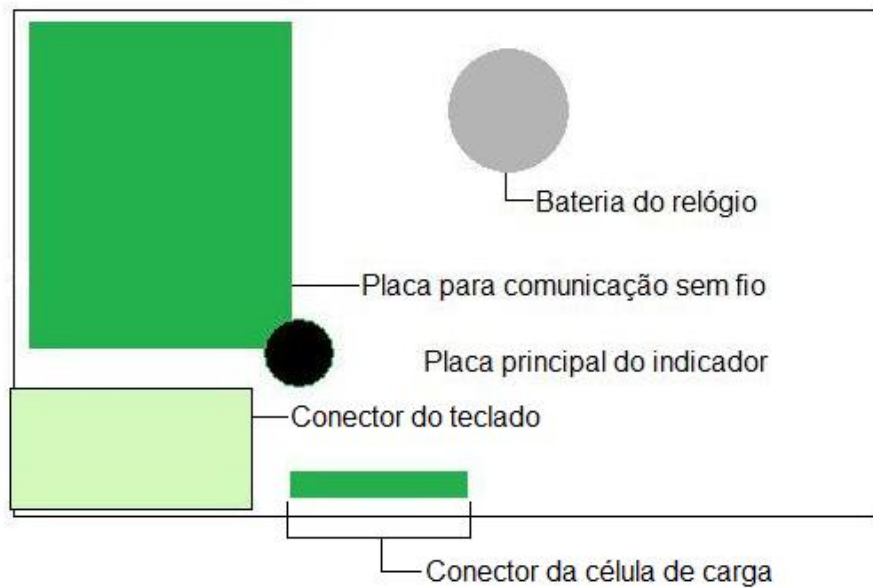 Bateria do relógio
Placa para comunicação sem fio
Placa principal do indicador
Conector do teclado
Conector da célula de carga